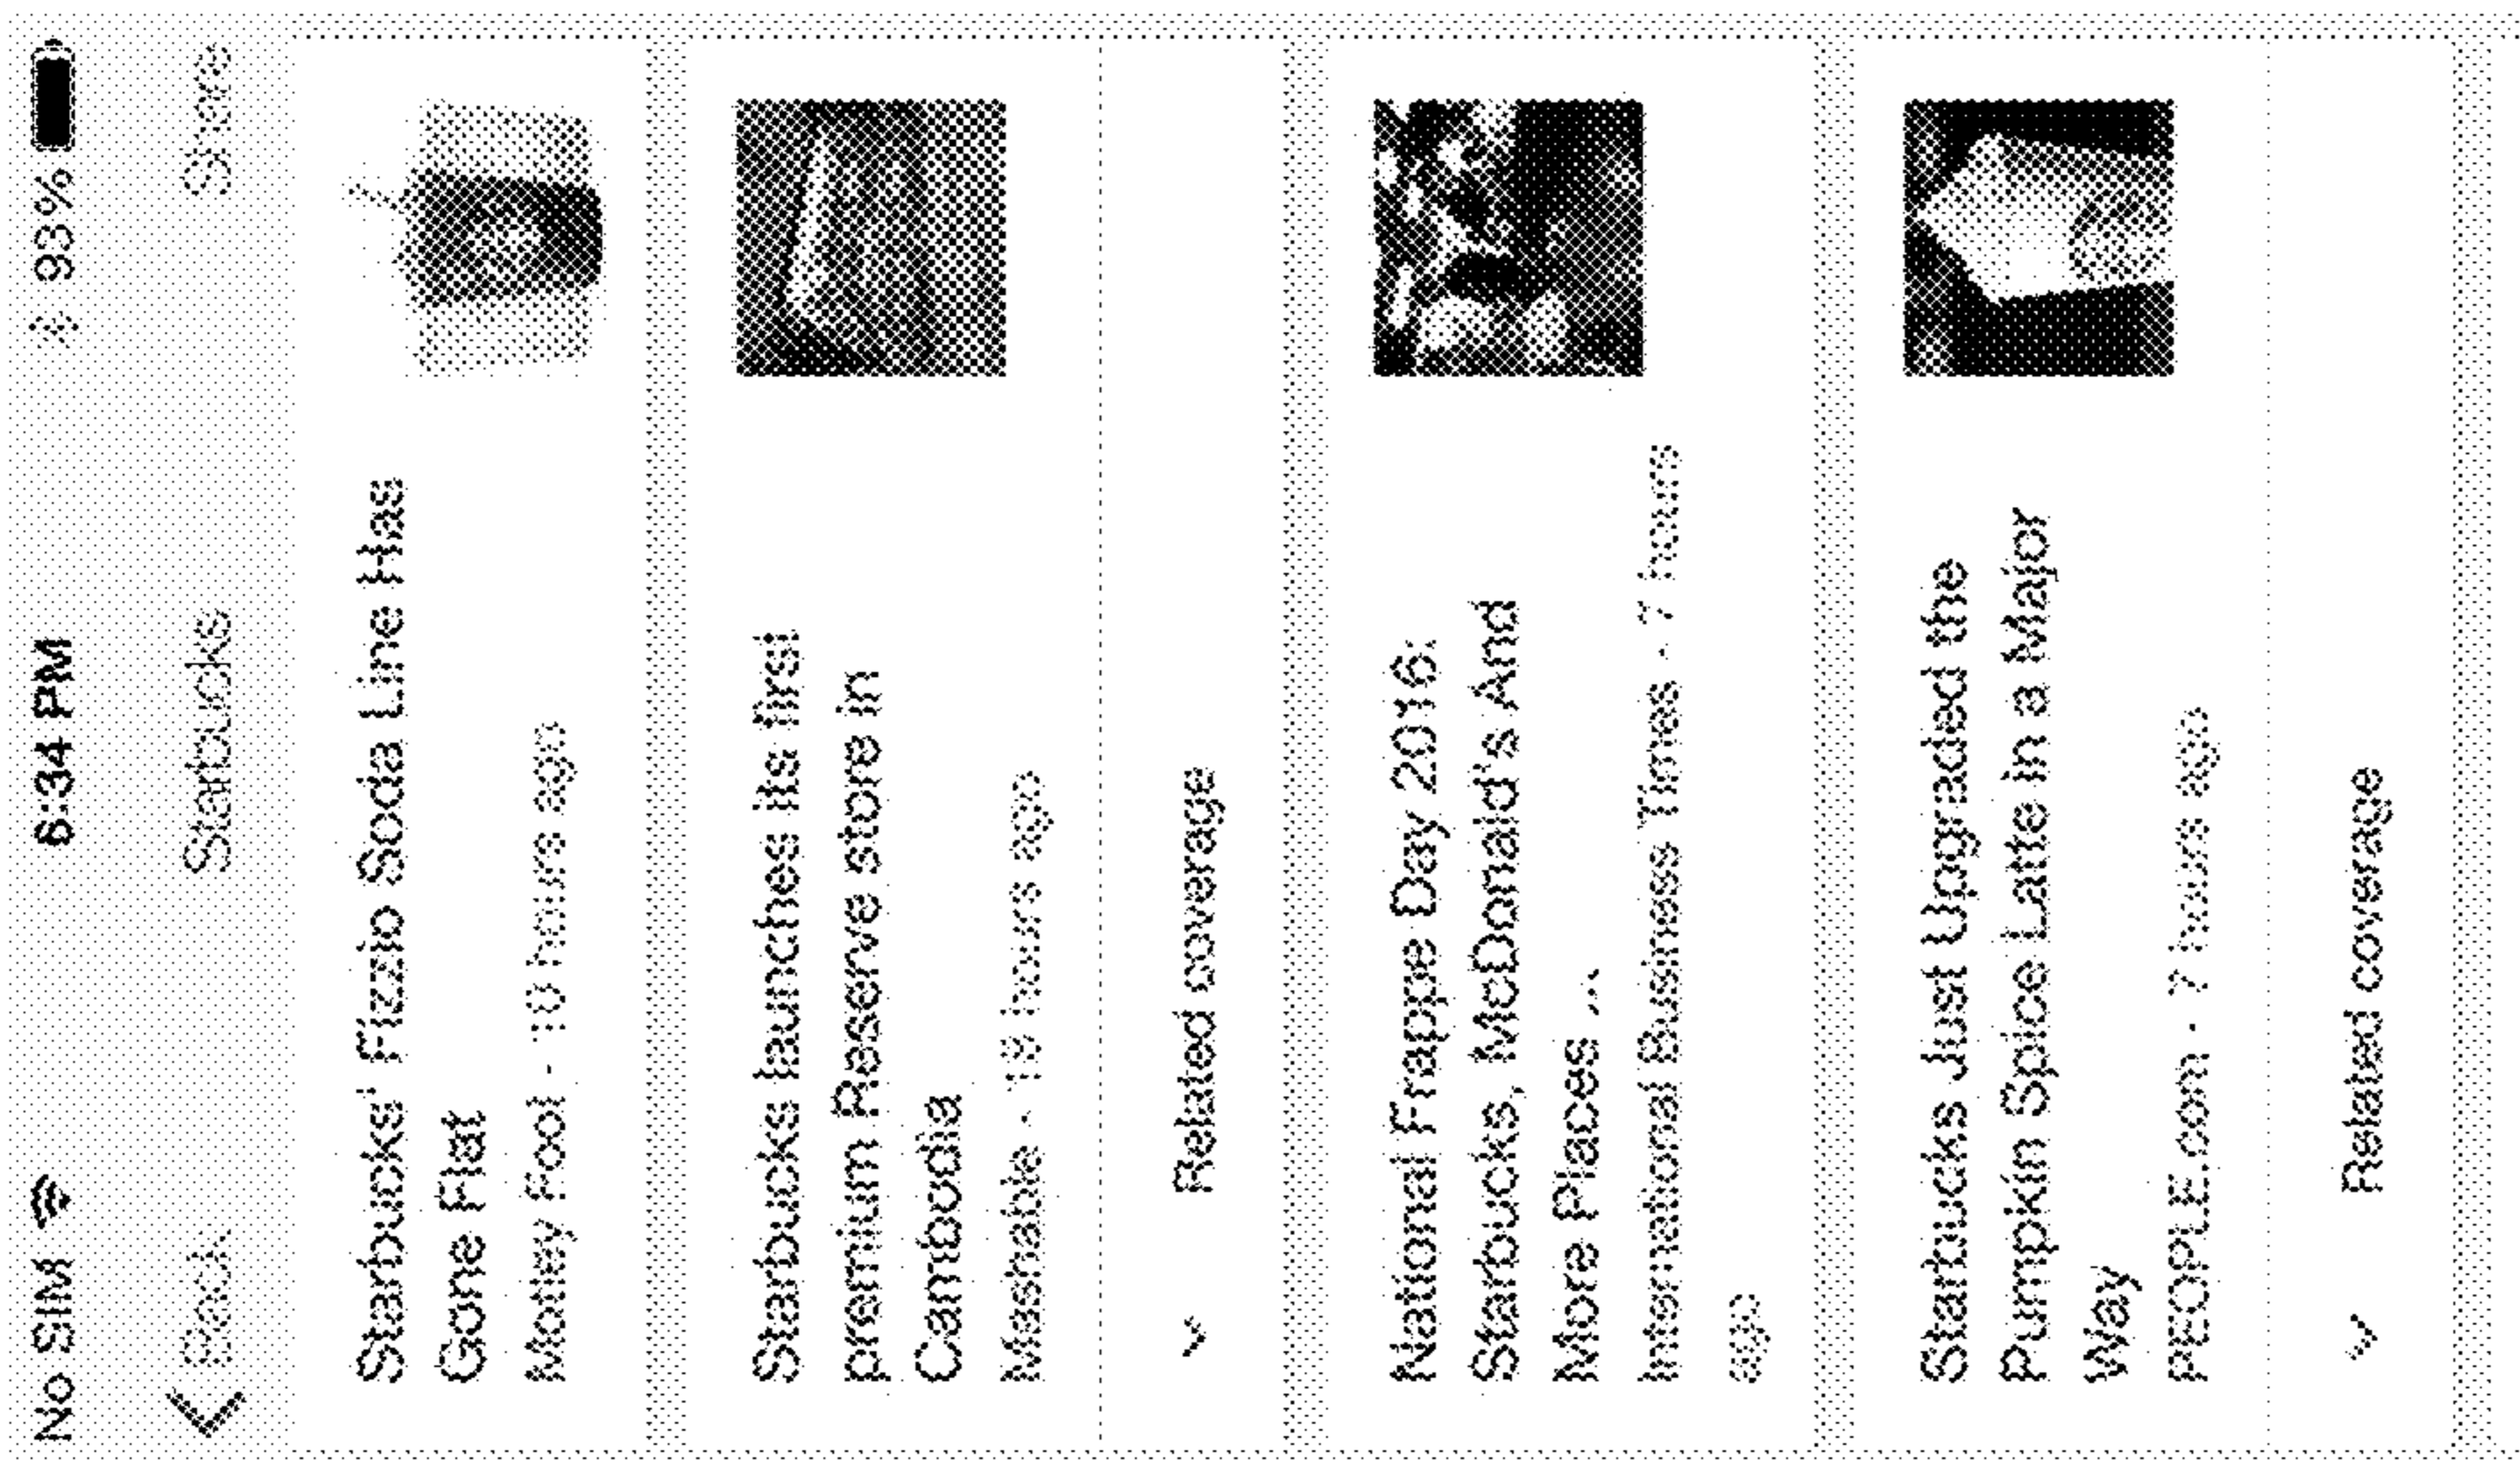 No SIM 6:34 PM 93%
Back Starbucks Share
Starbucks' Fizzio Soda Line Has
Gone Flat
Motley Fool - 10 hours ago
Starbucks launches its first
premium Reserve store in
Cambodia
Mashable - hours ago
Related coverage
National Frappe Day 2016:
Starbucks, McDonald's And
More Places ...
International Business Times - 7 hours
ago
Starbucks Just Upgraded the
Pumpkin Spice Latte in a Major
Way
PEOPLE.com - 7 hours ago
Related coverage